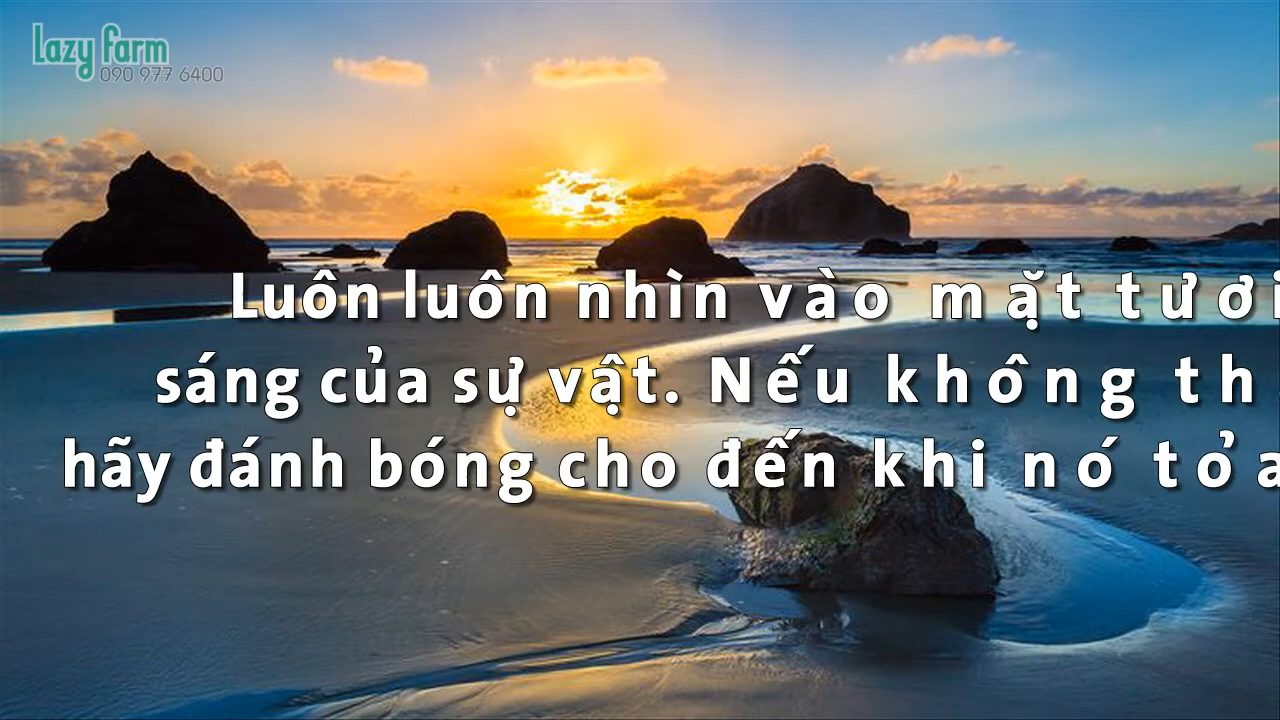 Lazy farm
090 977 6400
Luôn luôn nhìn vào mặt tươi
sáng của sự vật. Nếu không
hãy đánh bóng cho đến khi nó tỏa